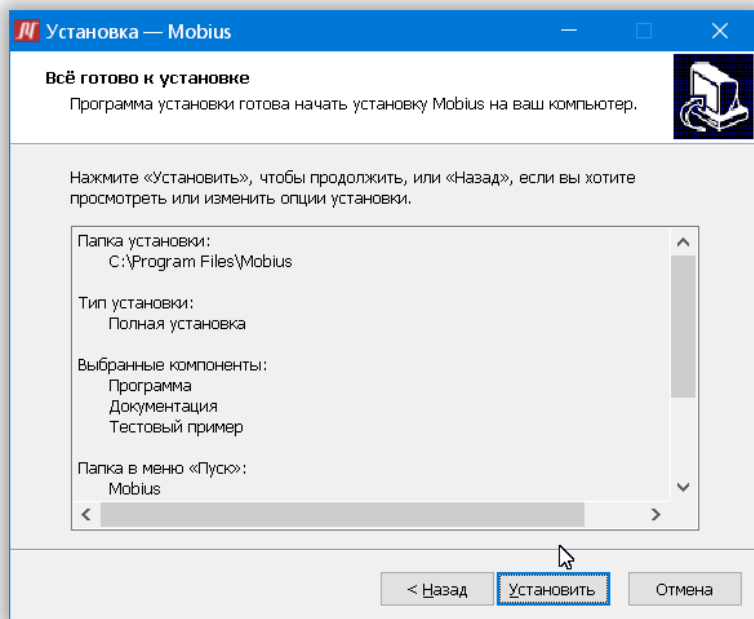 Установка — Mobius
Всё готово к установке
Программа установки готова начать установку Mobius на ваш компьютер.
Нажмите «Установить», чтобы продолжить, или «Назад», если вы хотите
просмотреть или изменить опции установки.
Папка установки:
C:\Program Files\Mobius
Тип установки:
Полная установка
Выбранные компоненты:
Программа
Документация
Тестовый пример
Папка в меню «Пуск»:
Mobius
< Назад
Установить
Отмена